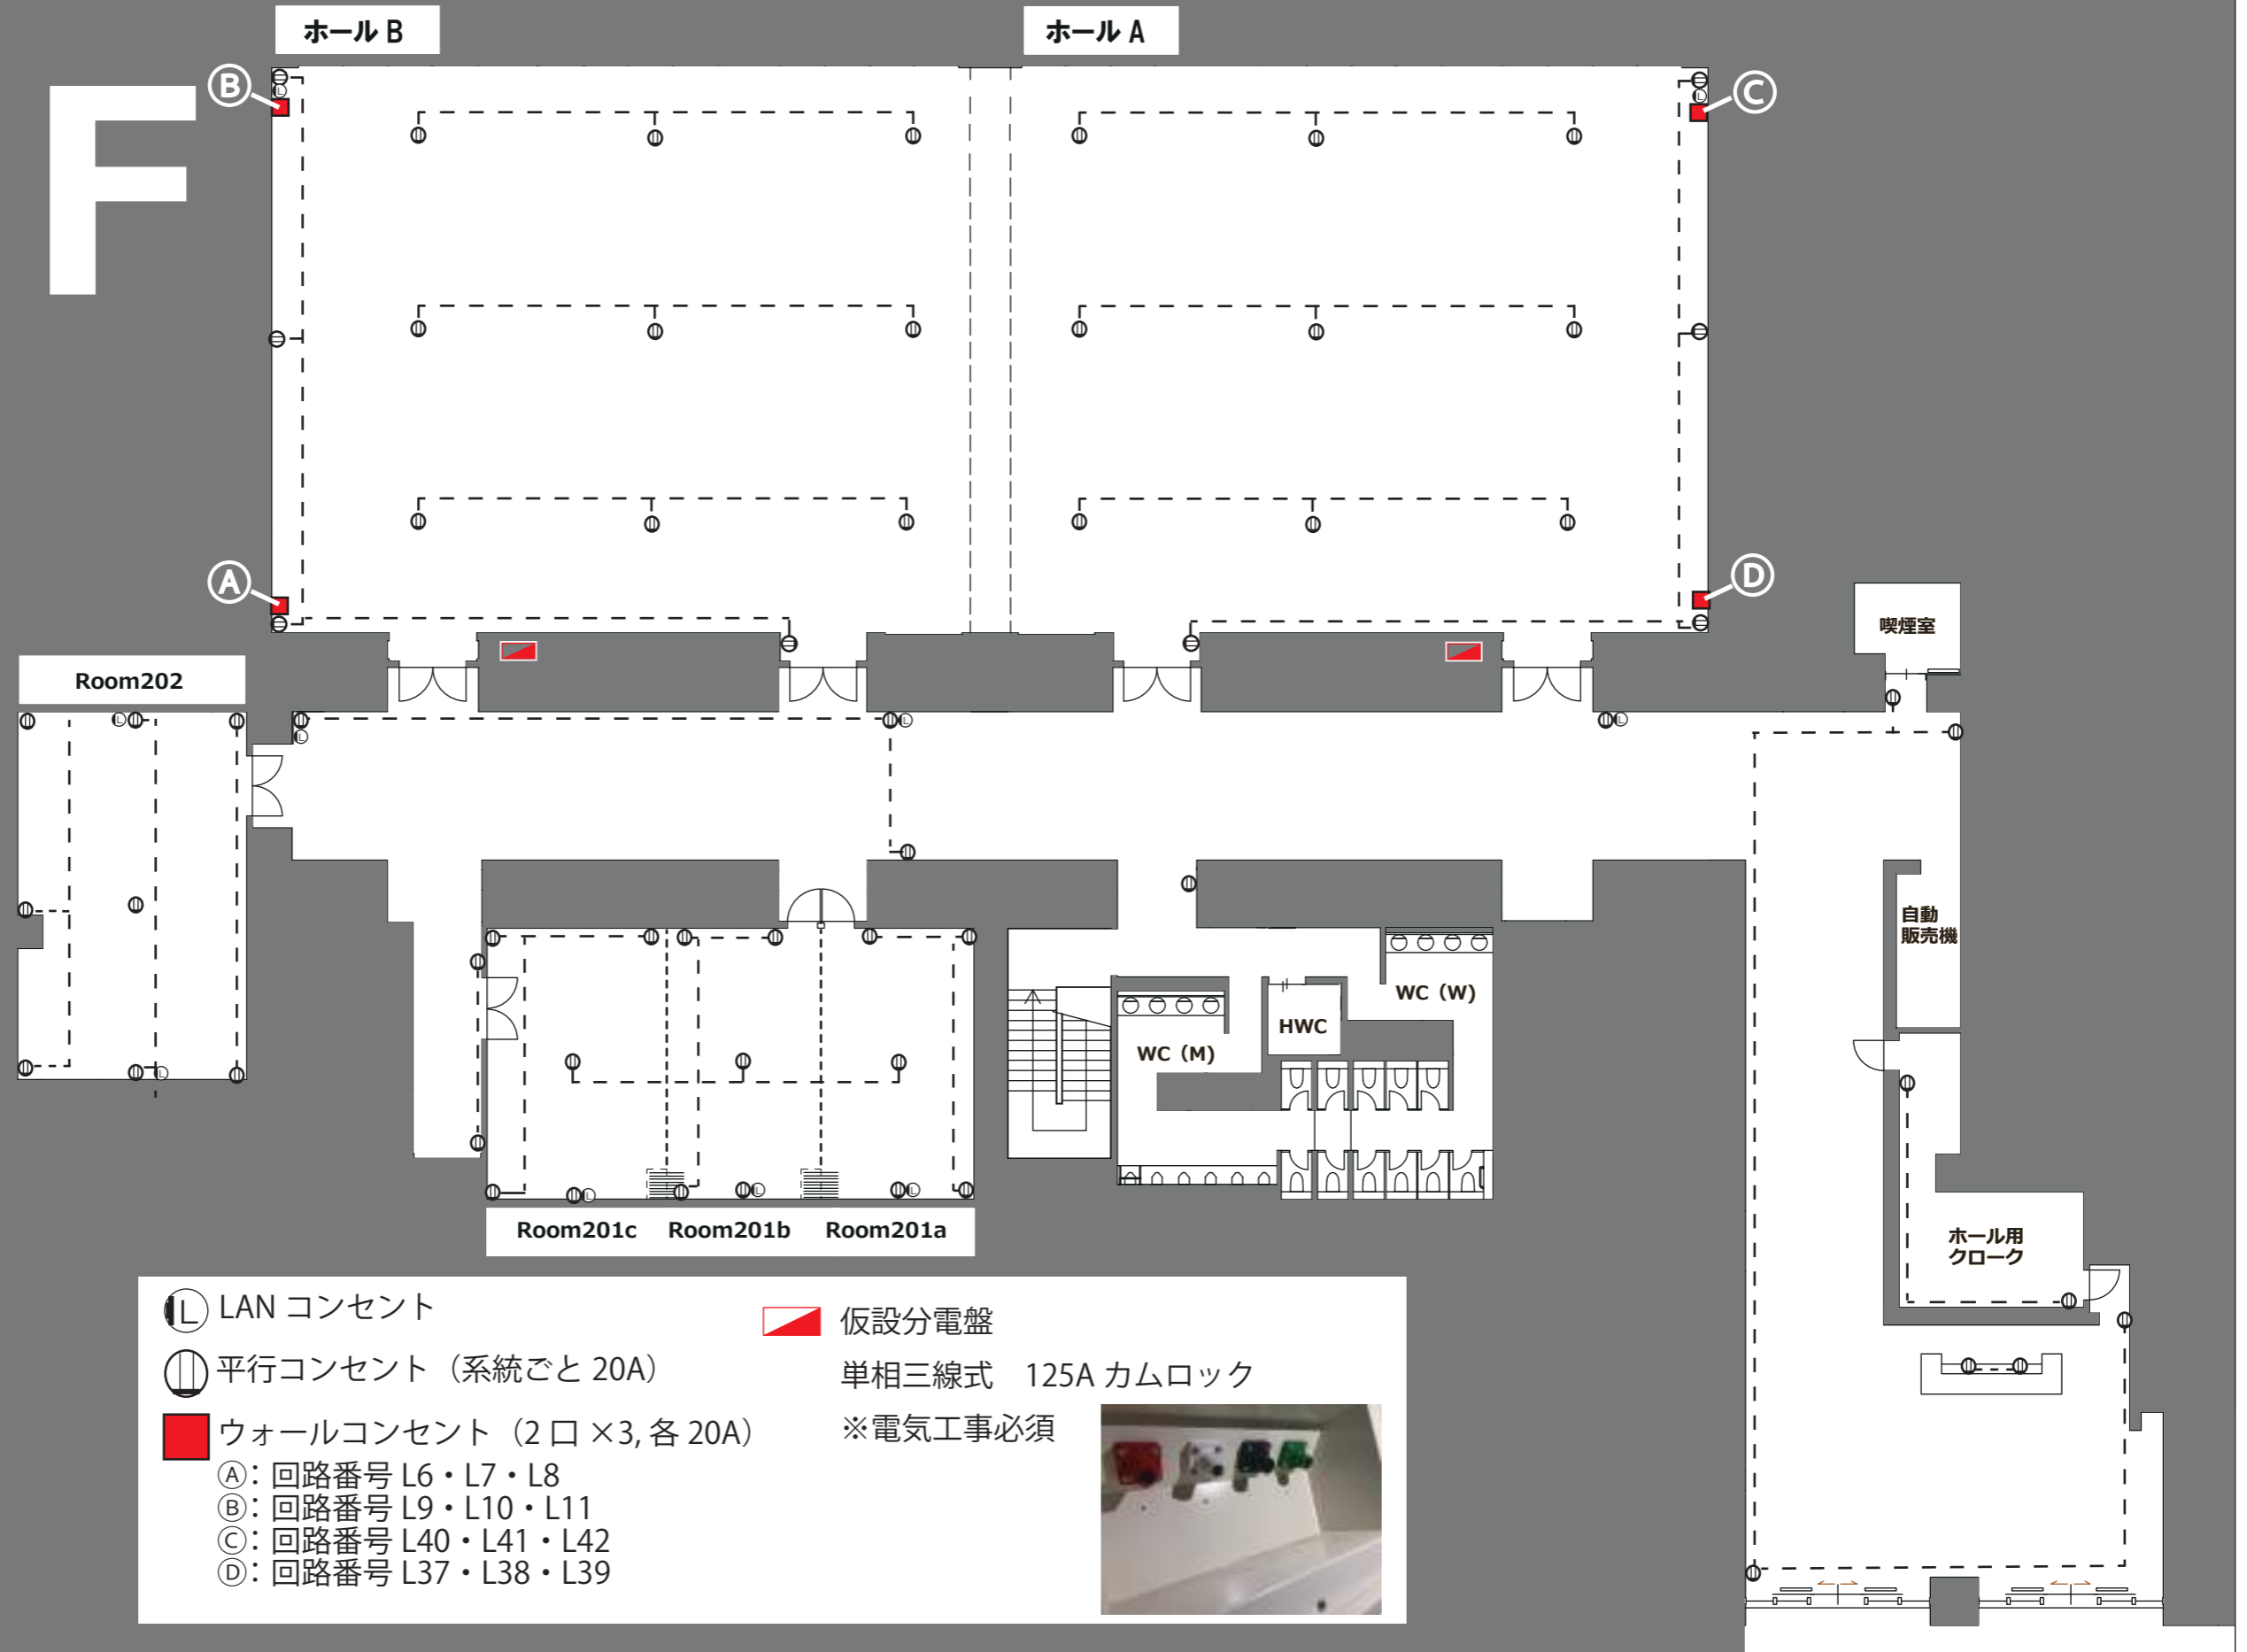 ホール B
ホール A
F
Ⓑ
Ⓒ
Ⓐ
Ⓓ
喫煙室
Room202
L
L
L
L
L
L
L
自動
販売機
WC（W)
HWC
WC（M)
L
L
L
Room201c
Room201b
Room201a
ホール用
クローク
L LAN コンセント
平行コンセント（系統ごと 20A）
ウォールコンセント（2 口 ×3, 各 20A）
Ⓐ：回路番号 L6・L7・L8
Ⓑ：回路番号 L9・L10・L11
Ⓒ：回路番号 L40・L41・L42
Ⓓ：回路番号 L37・L38・L39
仮設分電盤
単相三線式　125A カムロック
※電気工事必須